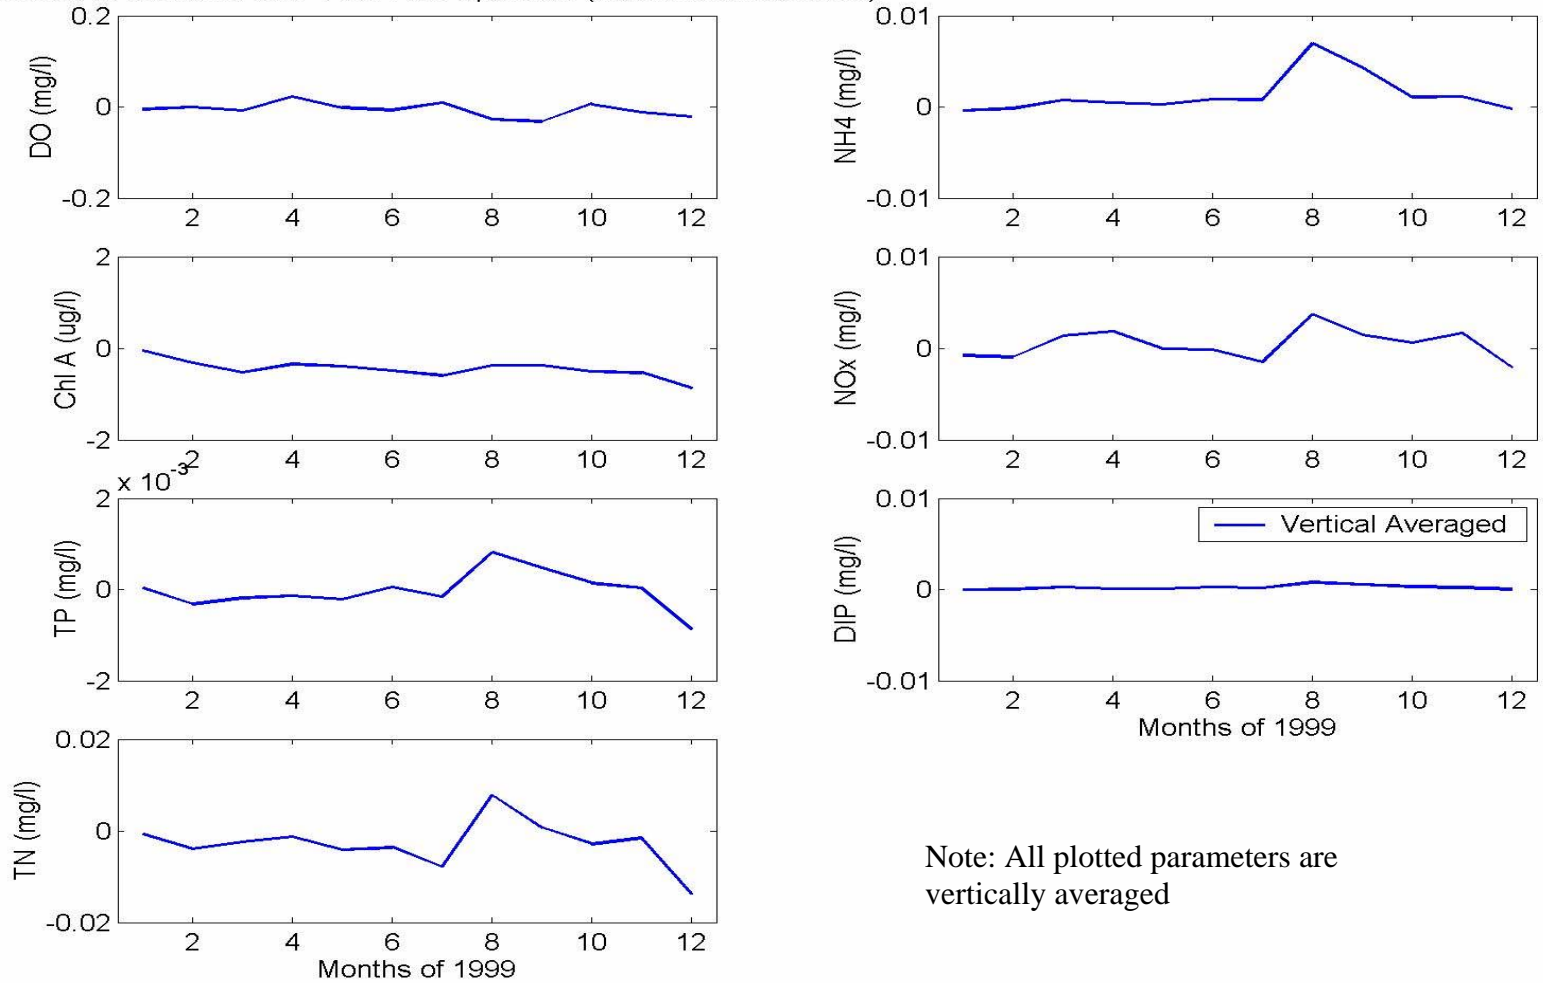 0.2
0
-0.2
DO (mg/l)
2 4 6 8 10 12
0.01
0
-0.01
NH4 (mg/l)
2 4 6 8 10 12
2
0
-2
Chl A (ug/l)
2 4 6 8 10 12
0.01
0
-0.01
NOx (mg/l)
2 4 6 8 10 12
x 10-3
2
0
-2
TP (mg/l)
2 4 6 8 10 12
0.01
0
-0.01
DIP (mg/l)
Vertical Averaged
2 4 6 8 10 12
Months of 1999
0.02
0
-0.02
TN (mg/l)
2 4 6 8 10 12
Months of 1999
Note: All plotted parameters are
vertically averaged